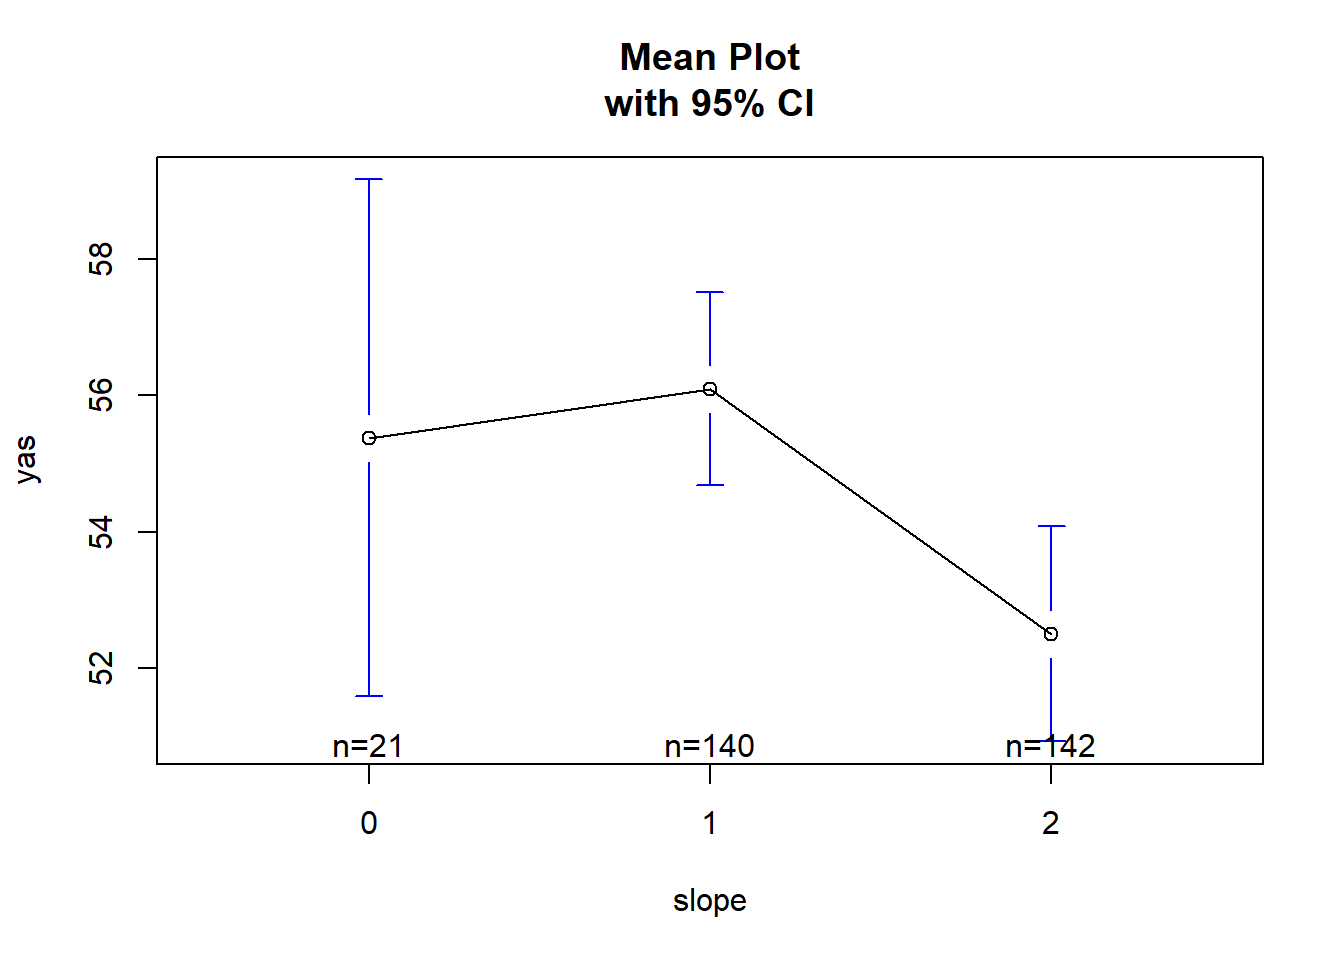 Mean Plot
with 95% CI
58
56
54
52
yas
n=21
n=140
n=142
0
1
2
slope